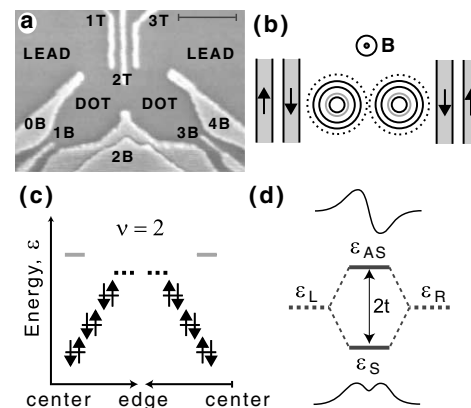 a
1T 3T
LEAD LEAD
2T
DOT DOT
0B 1B 2B 3B 4B
(b)
B
(c)
Energy, ε
ν = 2
center edge center
(d)
ε_AS
ε_L 2t ε_R
ε_S